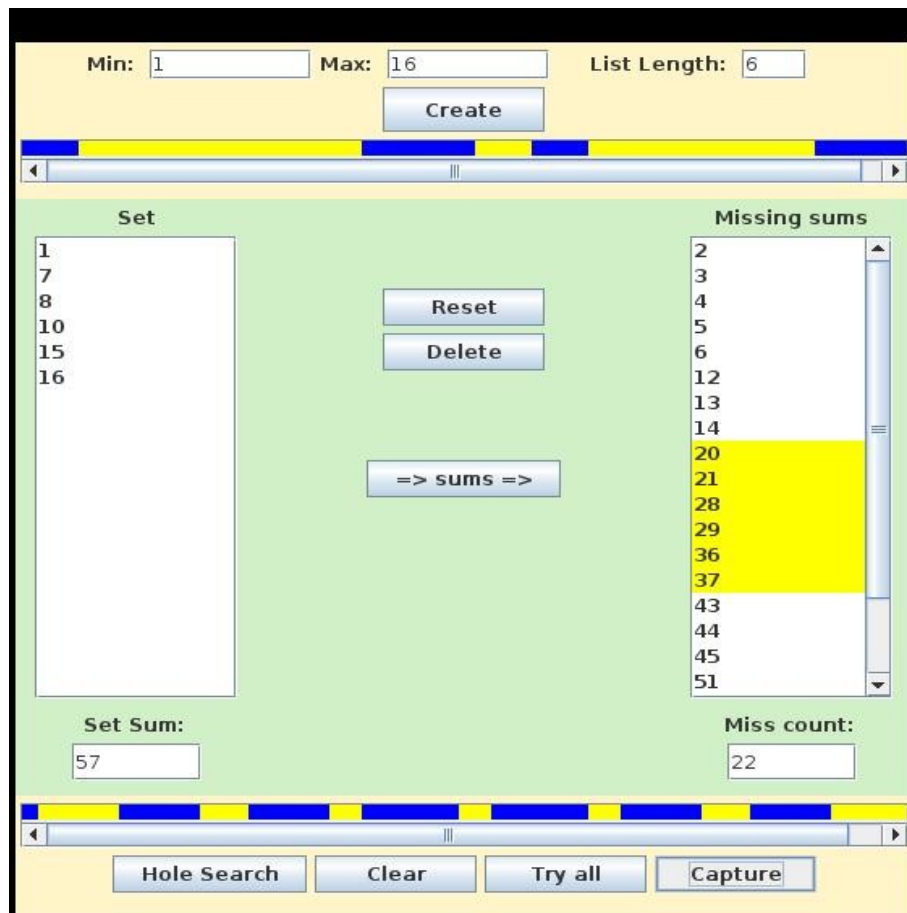 Min: 1 Max: 16 List Length: 6
Create
Set
Missing sums
1
7
8
10
15
16
Reset
Delete
=> sums =>
2
3
4
5
6
12
13
14
20
21
28
29
36
37
43
44
45
51
Set Sum:
57
Miss count:
22
Hole Search Clear Try all Capture